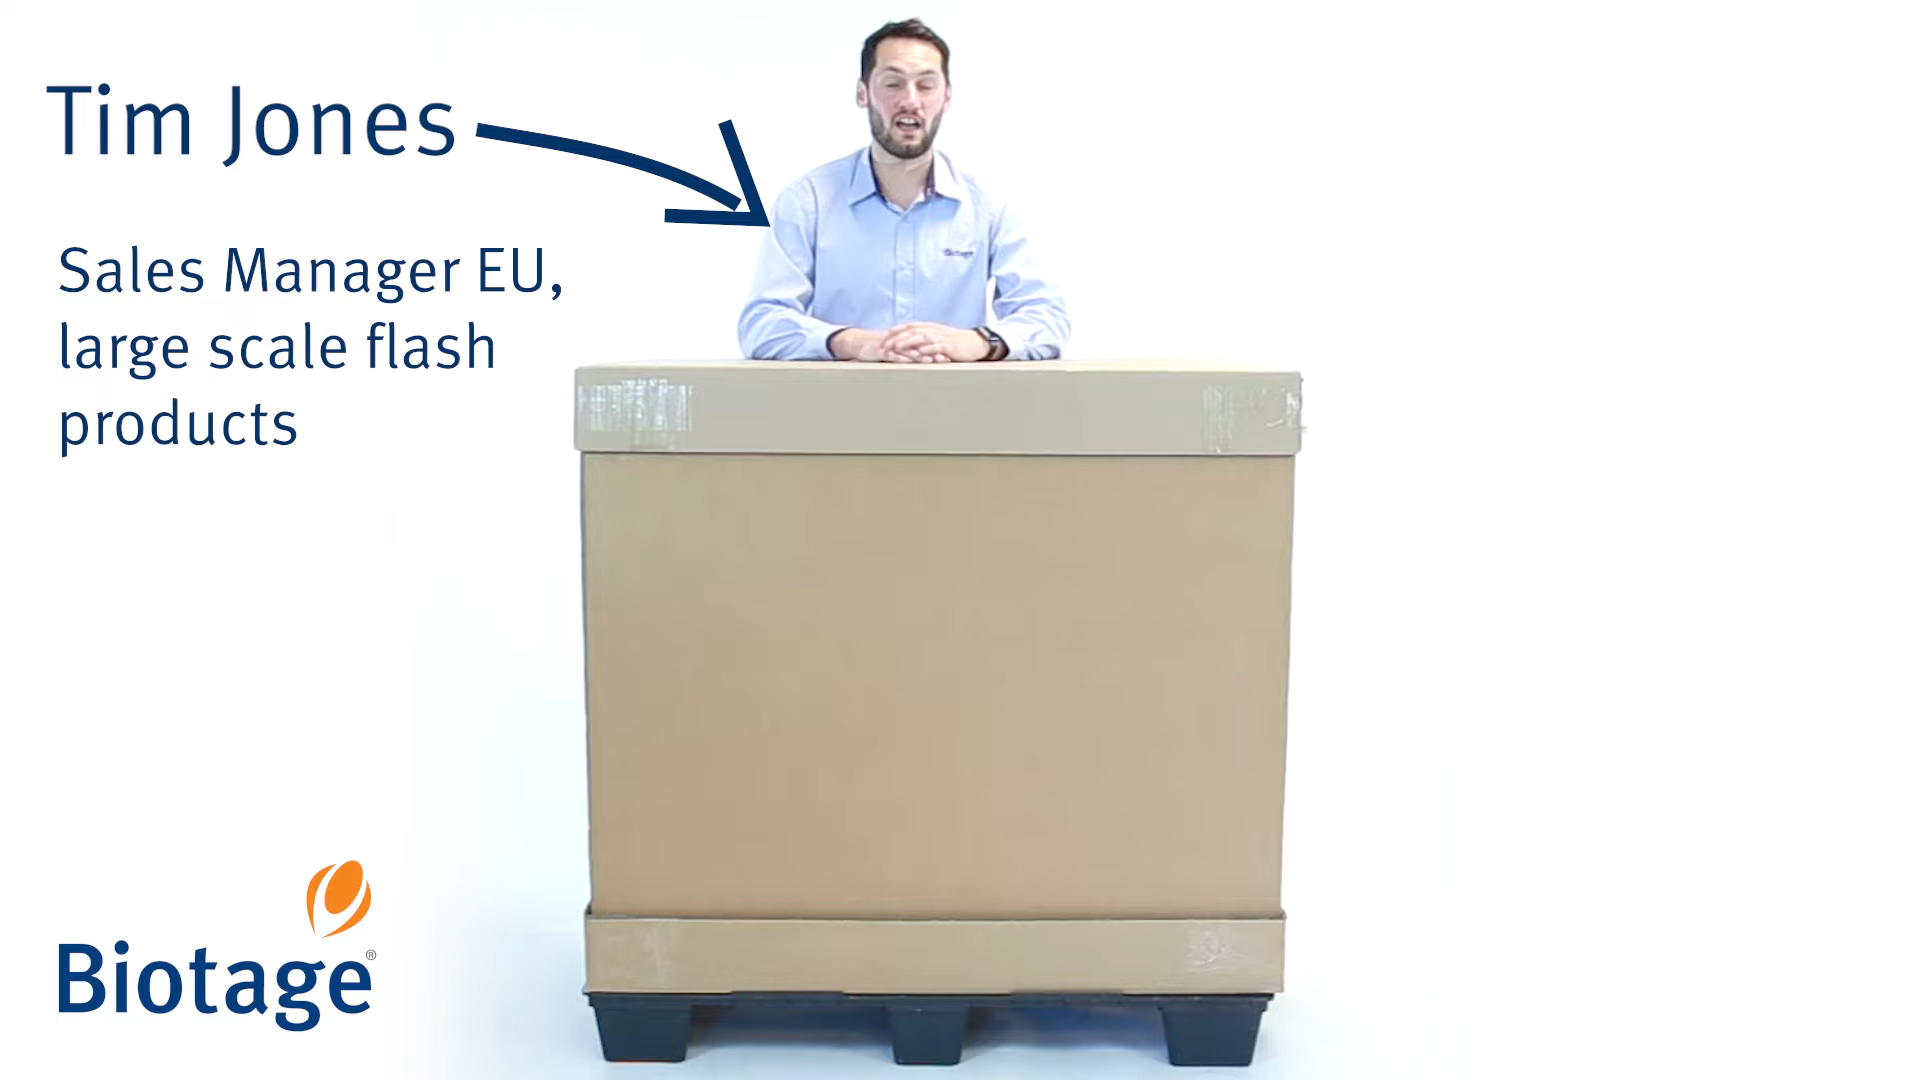 Tim Jones
Sales Manager EU,
large scale flash
products
Biotage®